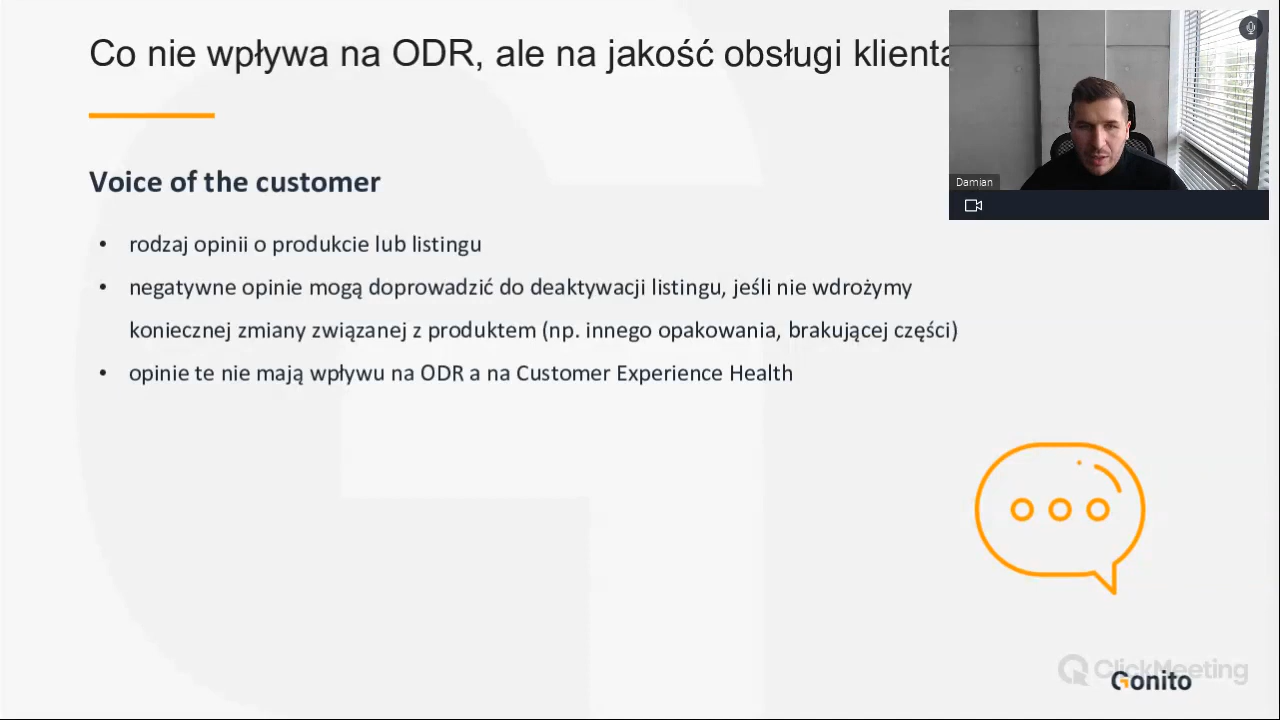 Co nie wpływa na ODR, ale na jakość obsługi klienta
Damian
Voice of the customer
• rodzaj opinii o produkcie lub listingu
• negatywne opinie mogą doprowadzić do deaktywacji listingu, jeśli nie wdrożymy
koniecznej zmiany związanej z produktem (np. innego opakowania, brakującej części)
• opinie te nie mają wpływu na ODR a na Customer Experience Health
ClickMeeting
Gonito